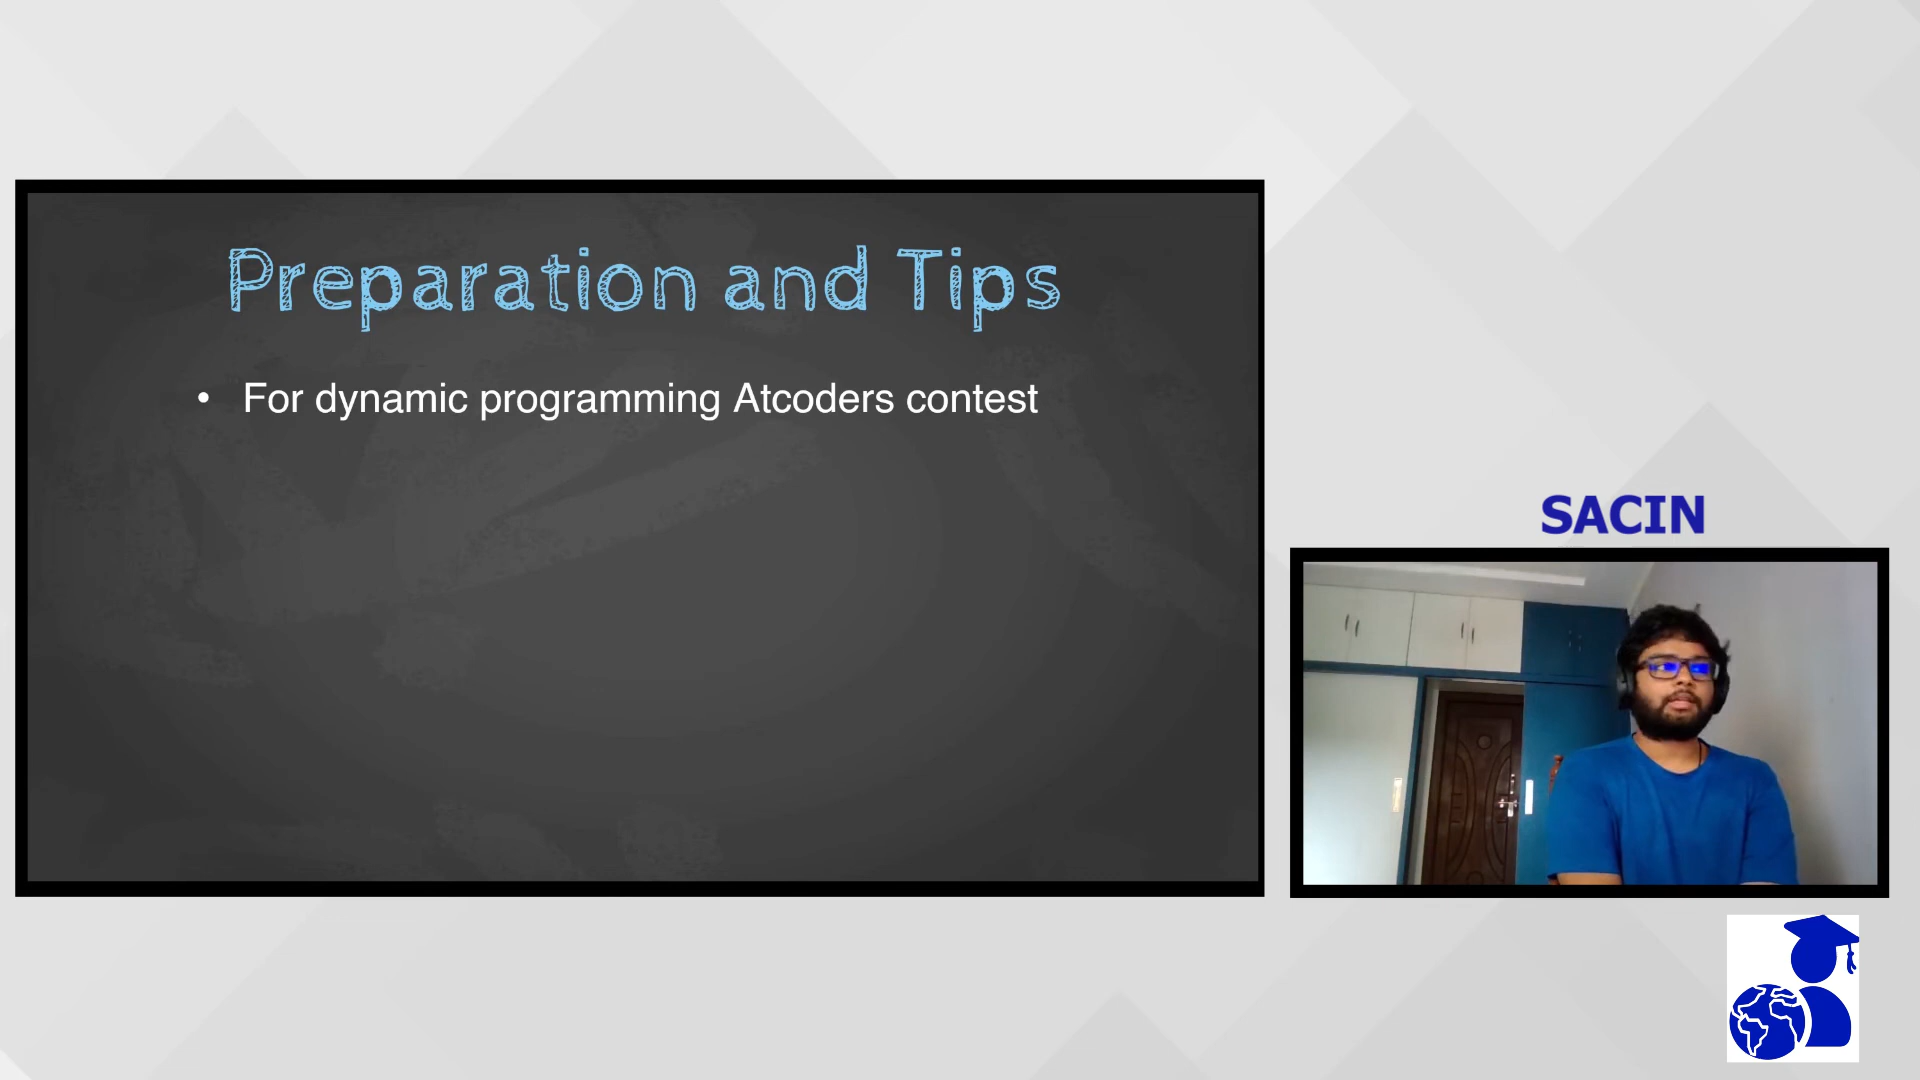 Preparation and Tips
• For dynamic programming Atcoders contest
SACIN